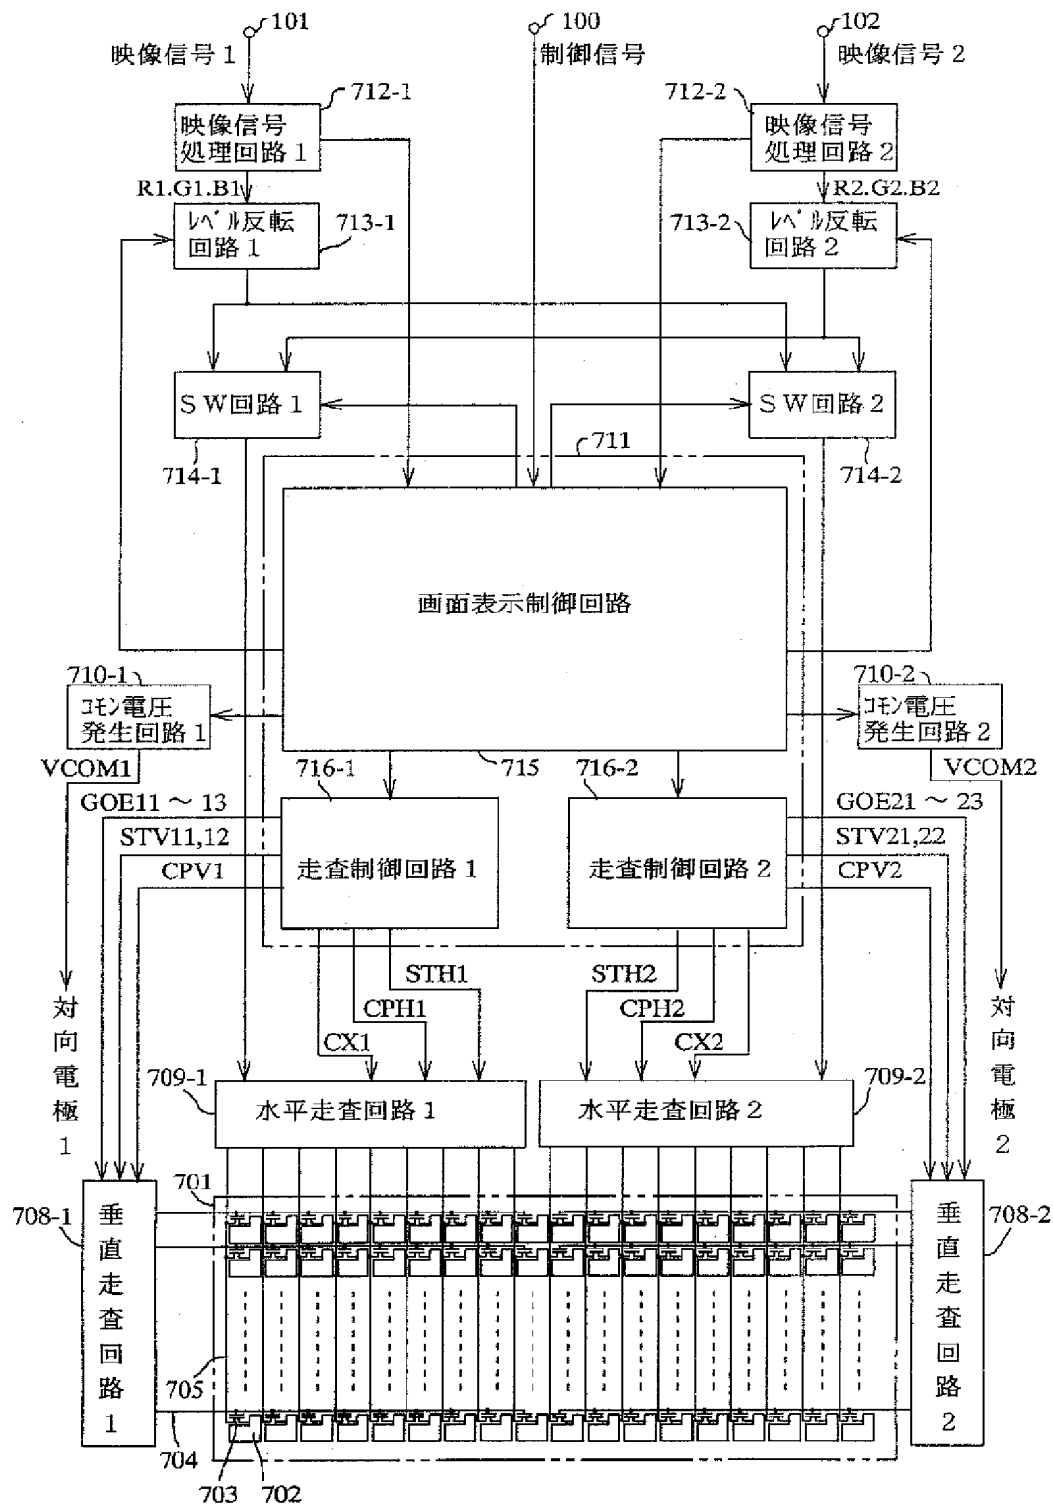 101
100
102
映像信号1
制御信号
映像信号2
712-1
712-2
映像信号
処理回路1
映像信号
処理回路2
R1.G1.B1
R2.G2.B2
ﾚﾍﾞﾙ反転
回路1
713-1
713-2
ﾚﾍﾞﾙ反転
回路2
SW回路1
SW回路2
711
714-1
714-2
画面表示制御回路
710-1
710-2
ｺﾓﾝ電圧
発生回路1
ｺﾓﾝ電圧
発生回路2
VCOM1
716-1
715
716-2
VCOM2
GOE11～13
GOE21～23
STV11,12
STV21,22
CPV1
走査制御回路1
走査制御回路2
CPV2
STH1
STH2
CPH1
CPH2
CX1
CX2
対向電極1
対向電極2
709-1
水平走査回路1
水平走査回路2
709-2
701
708-1
垂直走査回路1
垂直走査回路2
708-2
705
704
703
702